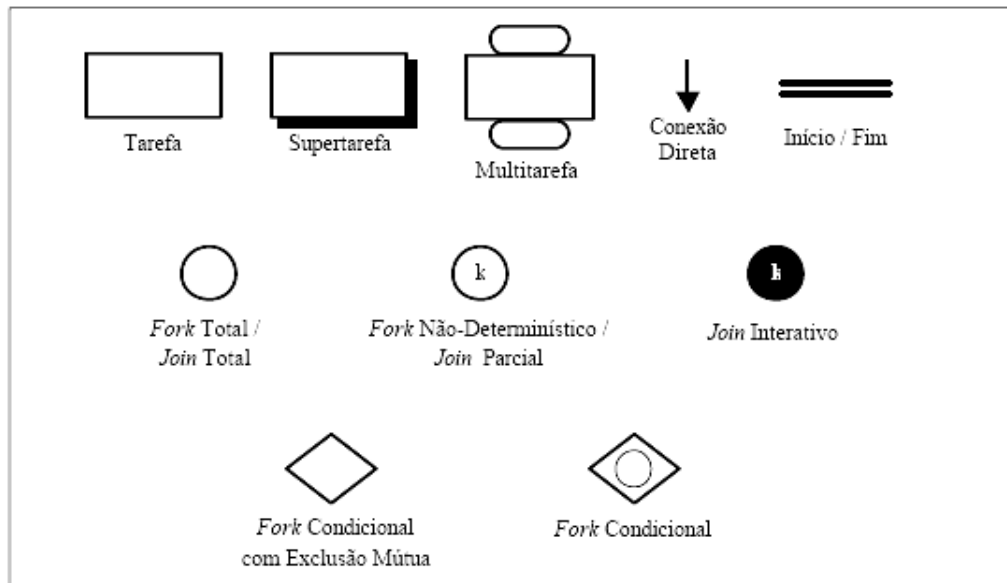 Tarefa
Supertarefa
Multitarefa
Conexão
Direta
Início / Fim
k
k
Fork Total /
Join Total
Fork Não-Determinístico /
Join Parcial
Join Interativo
Fork Condicional
com Exclusão Mútua
Fork Condicional